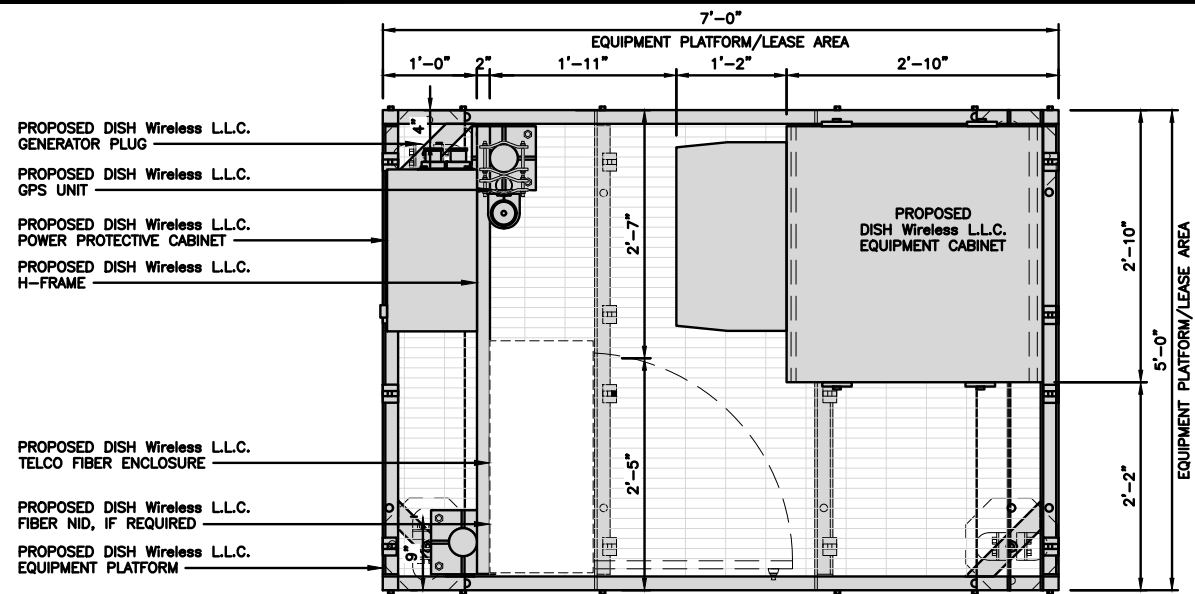 7'-0"
EQUIPMENT PLATFORM/LEASE AREA
1'-0"
2"
1'-11"
1'-2"
2'-10"
PROPOSED DISH Wireless L.L.C.
GENERATOR PLUG
4"
PROPOSED DISH Wireless L.L.C.
GPS UNIT
PROPOSED DISH Wireless L.L.C.
POWER PROTECTIVE CABINET
PROPOSED DISH Wireless L.L.C.
H-FRAME
2'-7"
PROPOSED
DISH Wireless L.L.C.
EQUIPMENT CABINET
2'-10"
5'-0"
EQUIPMENT PLATFORM/LEASE AREA
PROPOSED DISH Wireless L.L.C.
TELCO FIBER ENCLOSURE
2'-5"
2'-2"
PROPOSED DISH Wireless L.L.C.
FIBER NID, IF REQUIRED
9"
PROPOSED DISH Wireless L.L.C.
EQUIPMENT PLATFORM